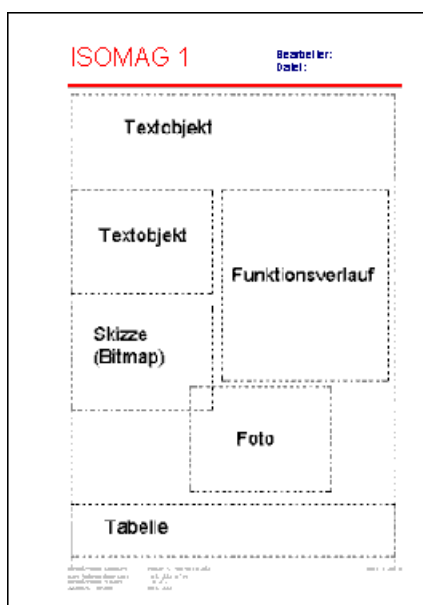 ISOMAG 1
Bearbeiter:
Datei:
Textobjekt
Textobjekt
Funktionsverlauf
Skizze
(Bitmap)
Foto
Tabelle